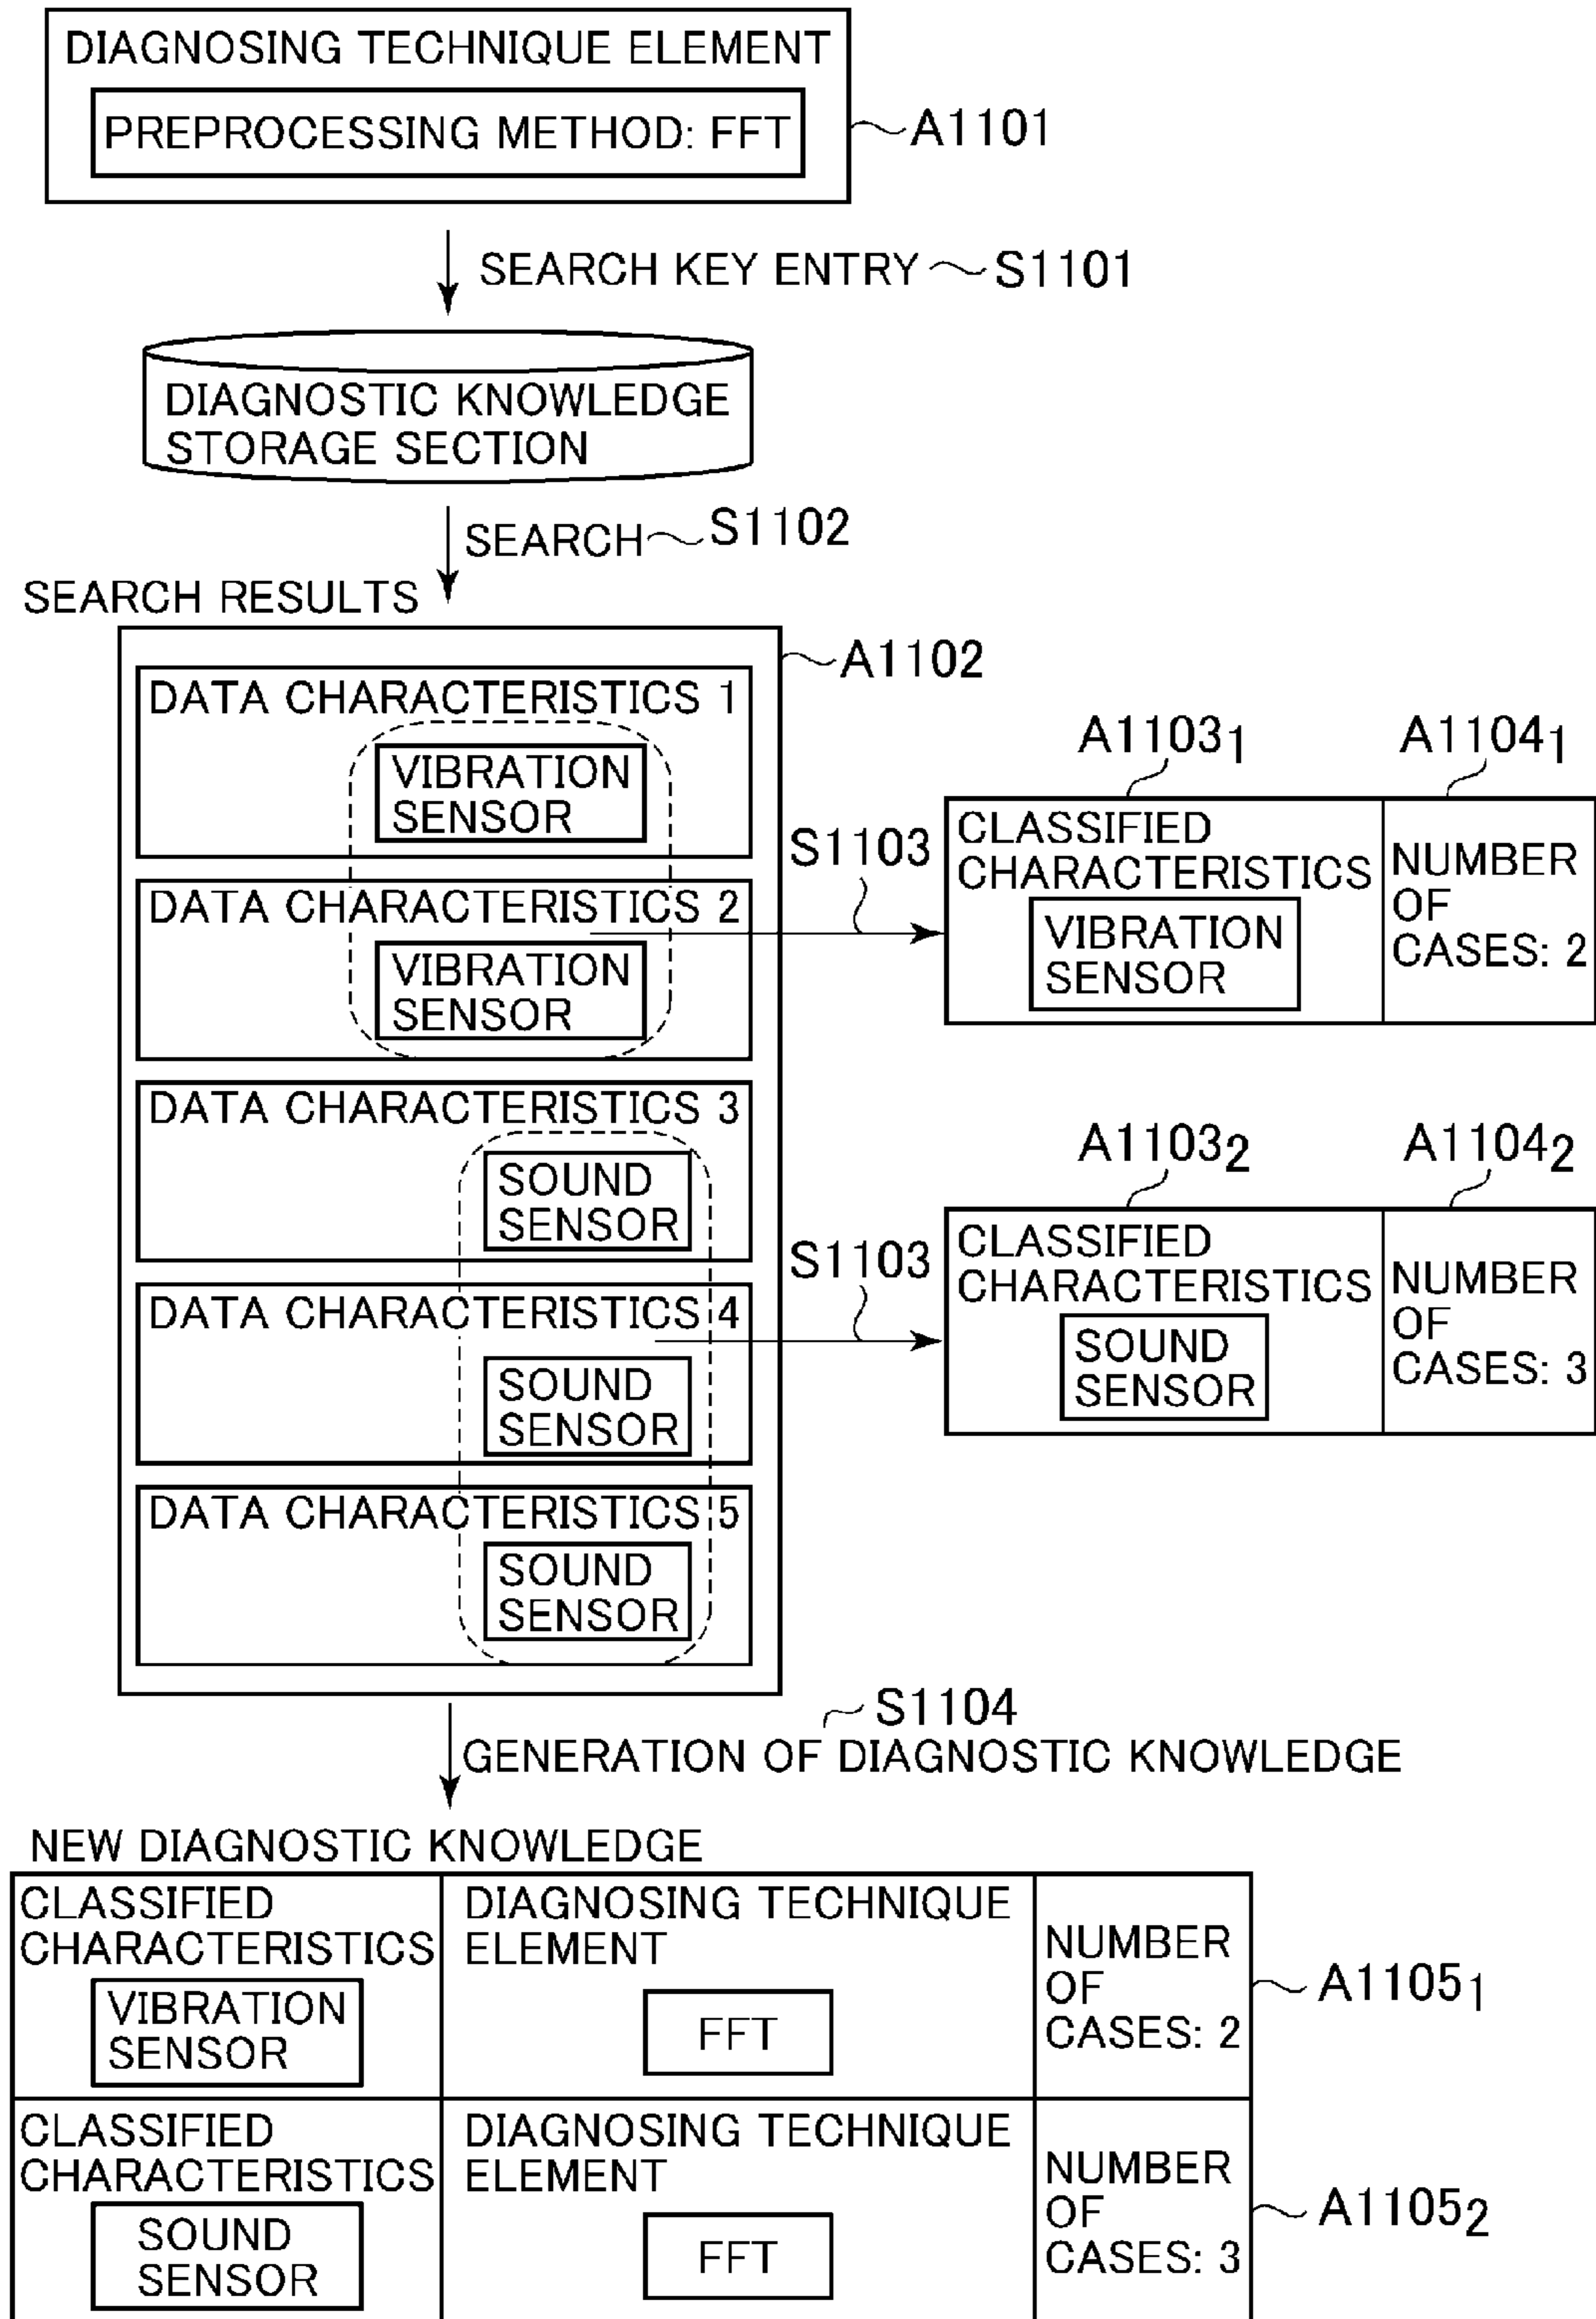 DIAGNOSING TECHNIQUE ELEMENT
PREPROCESSING METHOD: FFT
A1101
SEARCH KEY ENTRY S1101
DIAGNOSTIC KNOWLEDGE
STORAGE SECTION
SEARCH S1102
SEARCH RESULTS
A1102
DATA CHARACTERISTICS 1
VIBRATION
SENSOR
DATA CHARACTERISTICS 2
VIBRATION
SENSOR
DATA CHARACTERISTICS 3
SOUND
SENSOR
DATA CHARACTERISTICS 4
SOUND
SENSOR
DATA CHARACTERISTICS 5
SOUND
SENSOR
S1103
A1103₁
A1104₁
CLASSIFIED
CHARACTERISTICS
VIBRATION
SENSOR
NUMBER
OF
CASES: 2
S1103
A1103₂
A1104₂
CLASSIFIED
CHARACTERISTICS
SOUND
SENSOR
NUMBER
OF
CASES: 3
S1104
GENERATION OF DIAGNOSTIC KNOWLEDGE
NEW DIAGNOSTIC KNOWLEDGE
CLASSIFIED
CHARACTERISTICS
VIBRATION
SENSOR
DIAGNOSING TECHNIQUE
ELEMENT
FFT
NUMBER
OF
CASES: 2
A1105₁
CLASSIFIED
CHARACTERISTICS
SOUND
SENSOR
DIAGNOSING TECHNIQUE
ELEMENT
FFT
NUMBER
OF
CASES: 3
A1105₂